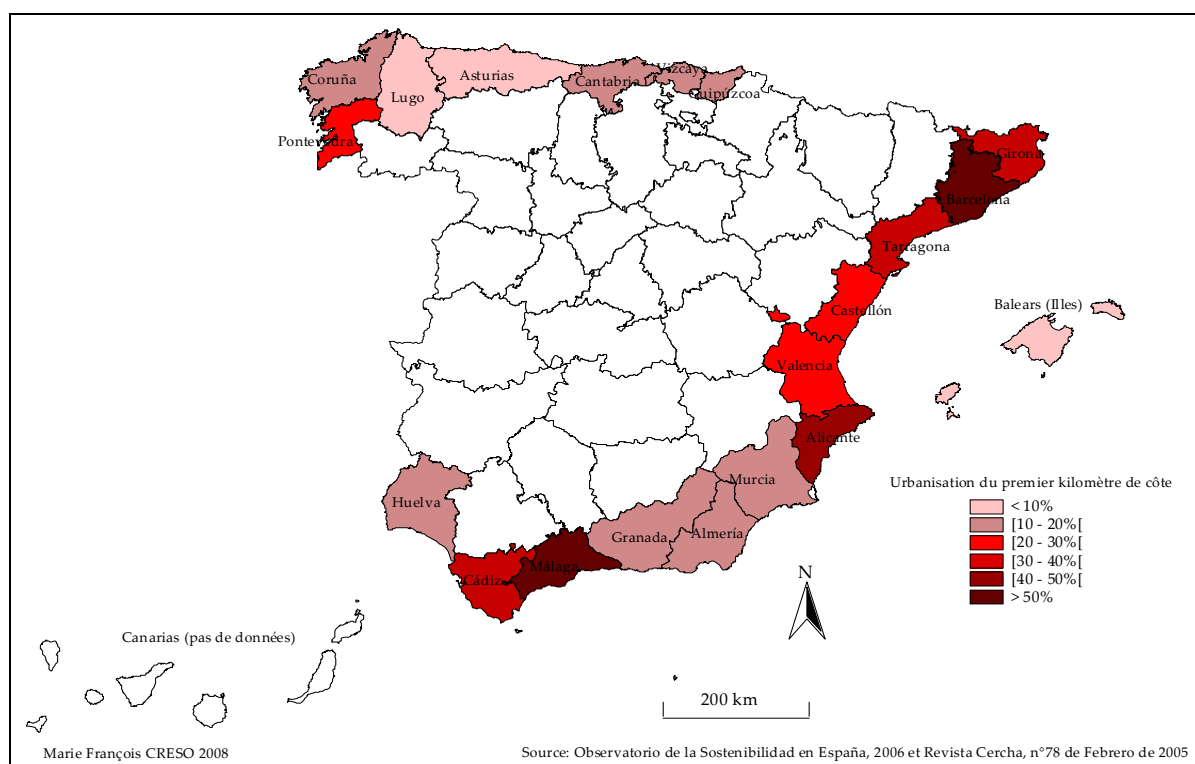 Coruña
Lugo
Asturias
Cantabria
Vizcaya
Guipúzcoa
Pontevedra
Girona
Barcelona
Tarragona
Castollón
Balears (Illes)
Valencia
Alicante
Murcia
Huelva
Granada
Almería
Málaga
Cádiz
Urbanisation du premier kilomètre de côte
< 10%
[10 - 20%[
[20 - 30%[
[30 - 40%[
[40 - 50%[
> 50%
N
Canarias (pas de données)
200 km
Marie François CRESO 2008
Source: Observatorio de la Sostenibilidad en España, 2006 et Revista Cercha, n°78 de Febrero de 2005